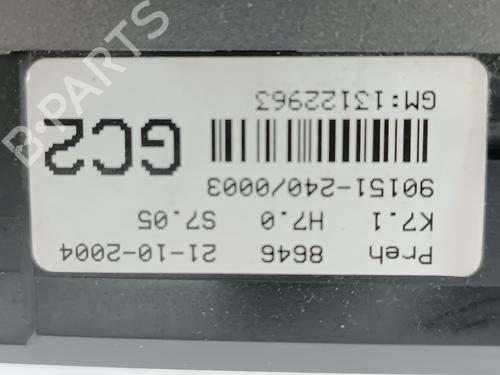 Preh 8646 21-10-2004
K7.1 H7.0 S7.05
90151-240/0003
GC2
GM:13122963
B-PARTS